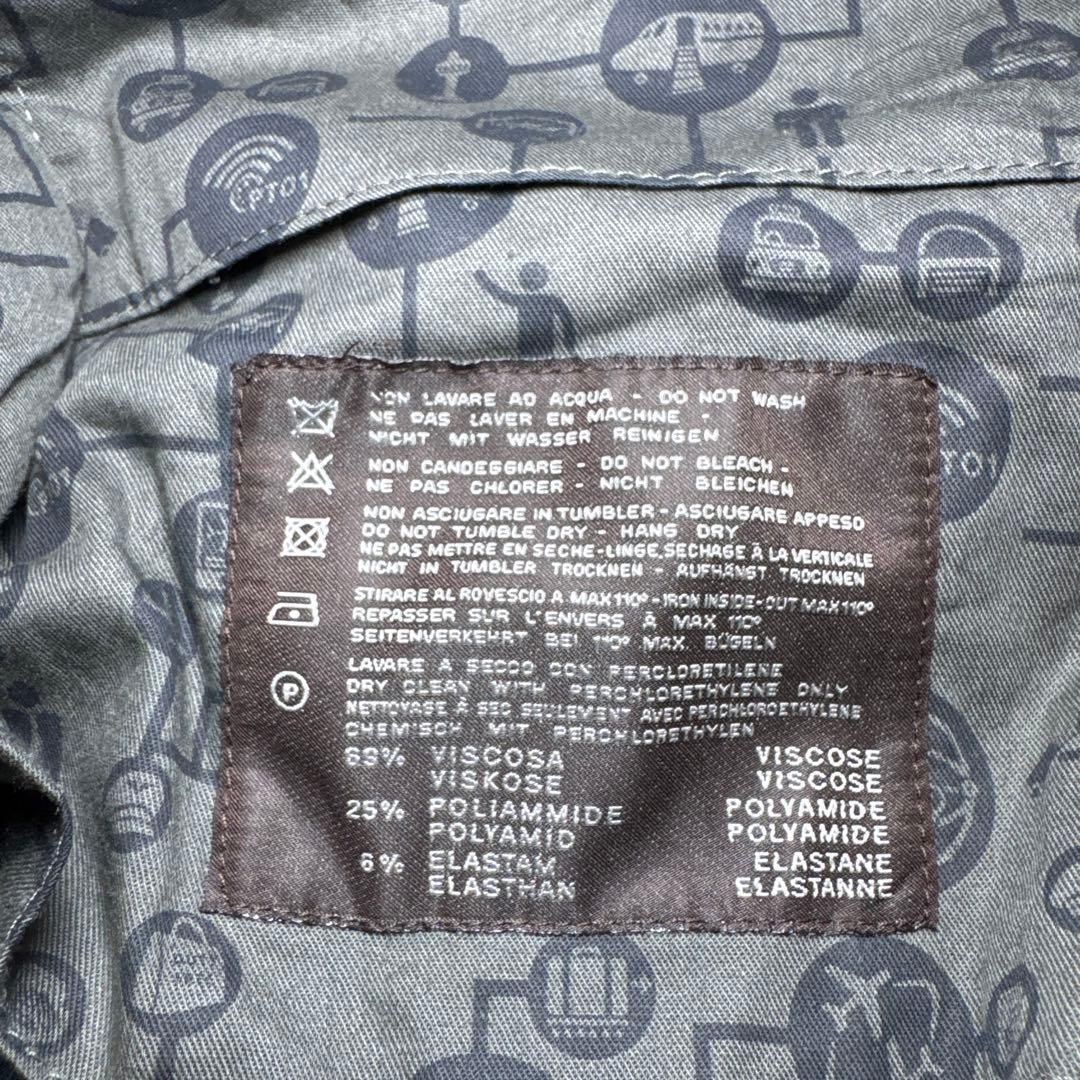 PT01
NON LAVARE AD ACQUA - DO NOT WASH
NE PAS LAVER EN MACHINE -
NICHT MIT WASSER REINIGEN
NON CANDEGGIARE - DO NOT BLEACH -
NE PAS CHLORER - NICHT BLEICHEN
NON ASCIUGARE IN TUMBLER - ASCIUGARE APPESO
DO NOT TUMBLE DRY - HANG DRY
NE PAS METTRE EN SECHE-LINGE, SECHAGE À LA VERTICALE
NICHT IN TUMBLER TROCKNEN - AUFHÄNGT TROCKNEN
STIRARE AL ROVESCIO A MAX 110° - IRON INSIDE-OUT MAX 110°
REPASSER SUR L'ENVERS À MAX 110°
SEITENVERKEHRT BEI 110° MAX. BÜGELN
P
LAVARE A SECCO CON PERCLORETILENE
DRY CLEAN WITH PERCHLORETHYLENE ONLY
NETTOYAGE À SEC SEULEMENT AVEC PERCHLOROETHYLENE
CHEMISCH MIT PERCHLORETHYLEN
69% VISCOSA VISCOSE
VISKOSE VISCOSE
25% POLIAMMIDE POLYAMIDE
POLYAMID POLYAMIDE
6% ELASTAM ELASTANE
ELASTHAN ELASTANNE